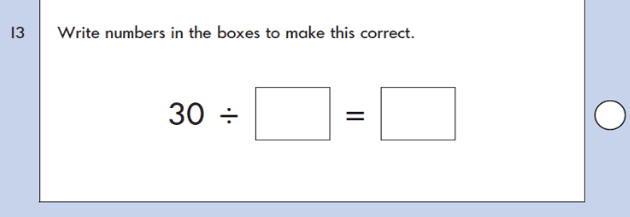 13 Write numbers in the boxes to make this correct.
30 ÷ =